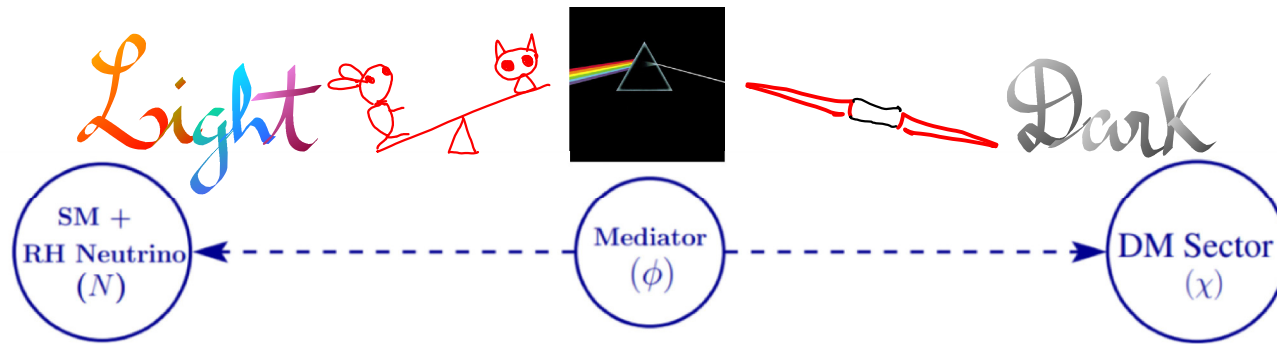 Light
Dark
SM +
RH Neutrino
(N)
Mediator
(ϕ)
DM Sector
(χ)